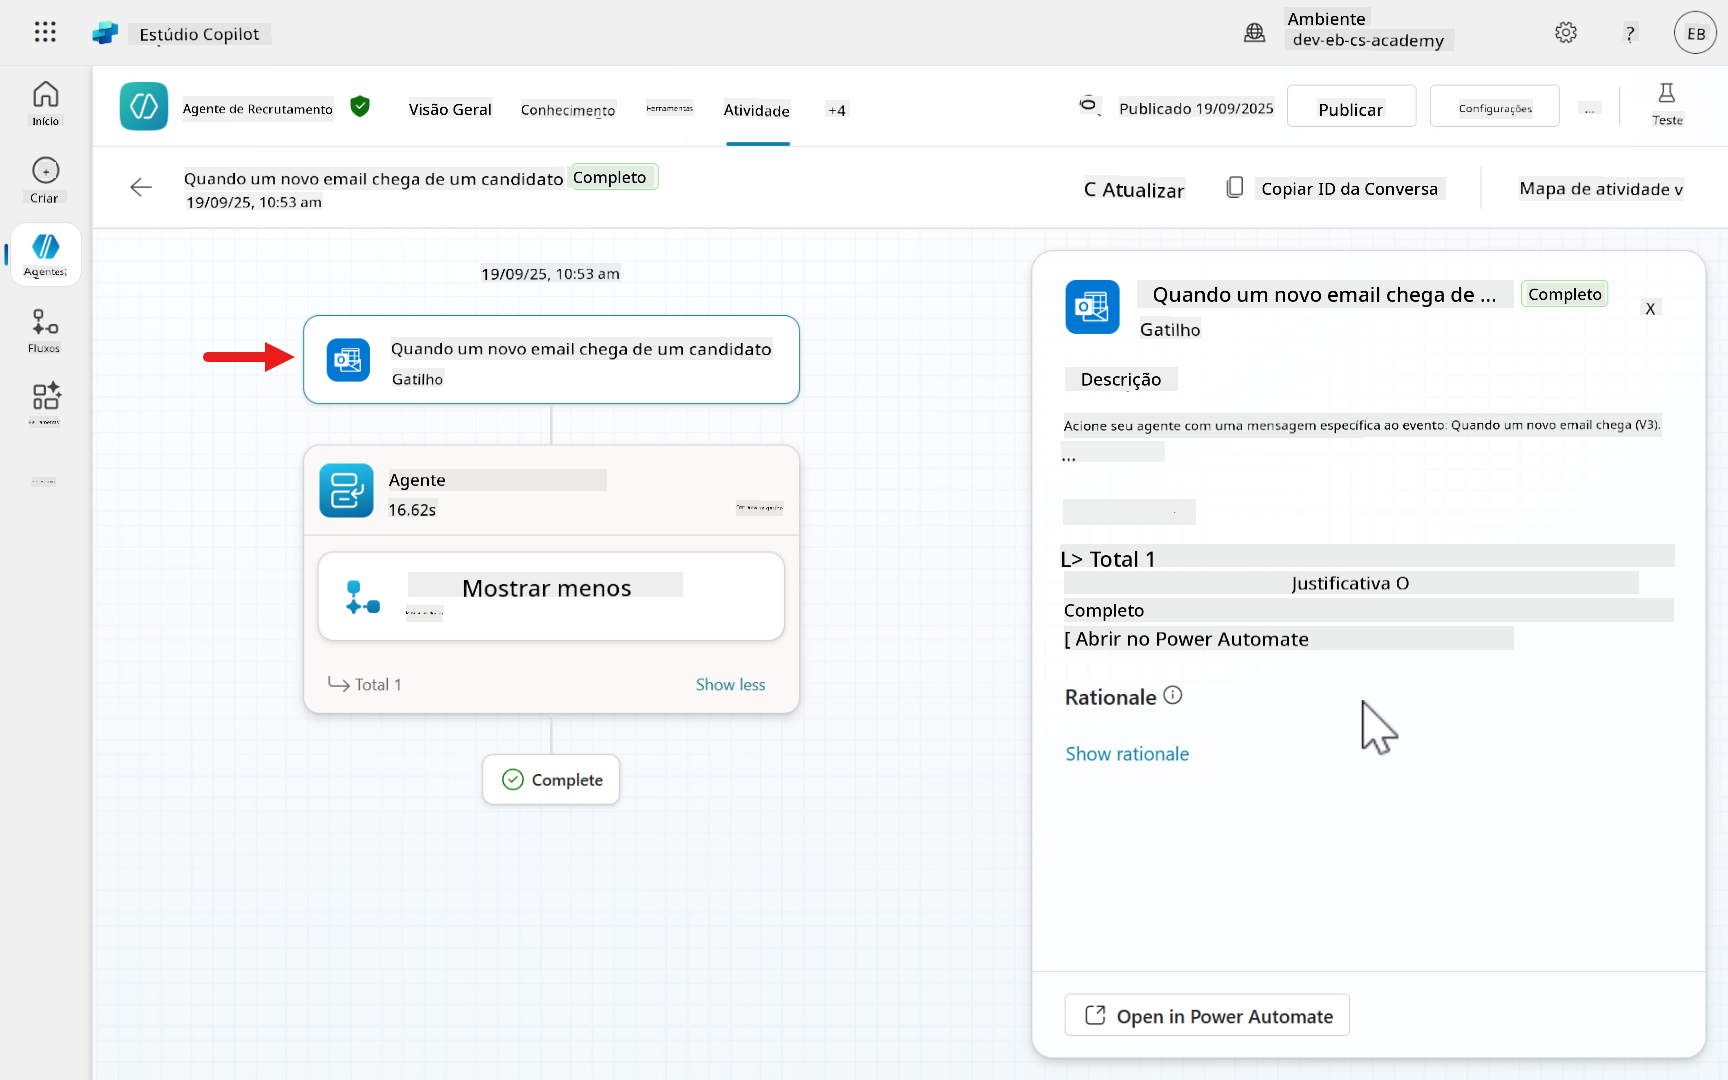 Estúdio Copilot
Ambiente
dev-eb-cs-academy
?
EB
Início
Criar
Agentes
Fluxos
Agente de Recrutamento
Visão Geral
Conhecimento
Ferramentas
Atividade
+4
Publicado 19/09/2025
Publicar
Configurações
...
Teste
Quando um novo email chega de um candidato
Completo
19/09/25, 10:53 am
C Atualizar
Copiar ID da Conversa
Mapa de atividade v
19/09/25, 10:53 am
Quando um novo email chega de um candidato
Gatilho
Agente
16.62s
Mostrar menos
Total 1
Show less
Complete
Quando um novo email chega de ...
Completo
X
Gatilho
Descrição
Acione seu agente com uma mensagem específica ao evento: Quando um novo email chega (V3).
...
L> Total 1
Justificativa O
Completo
[ Abrir no Power Automate
Rationale
Show rationale
Open in Power Automate